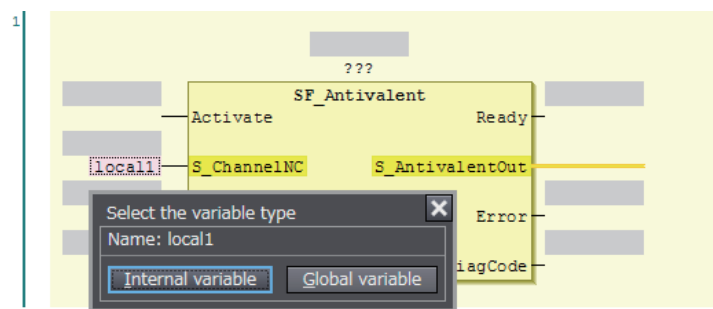 1
???
SF_Antivalent
Activate Ready
local1 S_ChannelNC S_AntivalentOut
Select the variable type
Error
Name: local1
Internal variable Global variable
iagCode